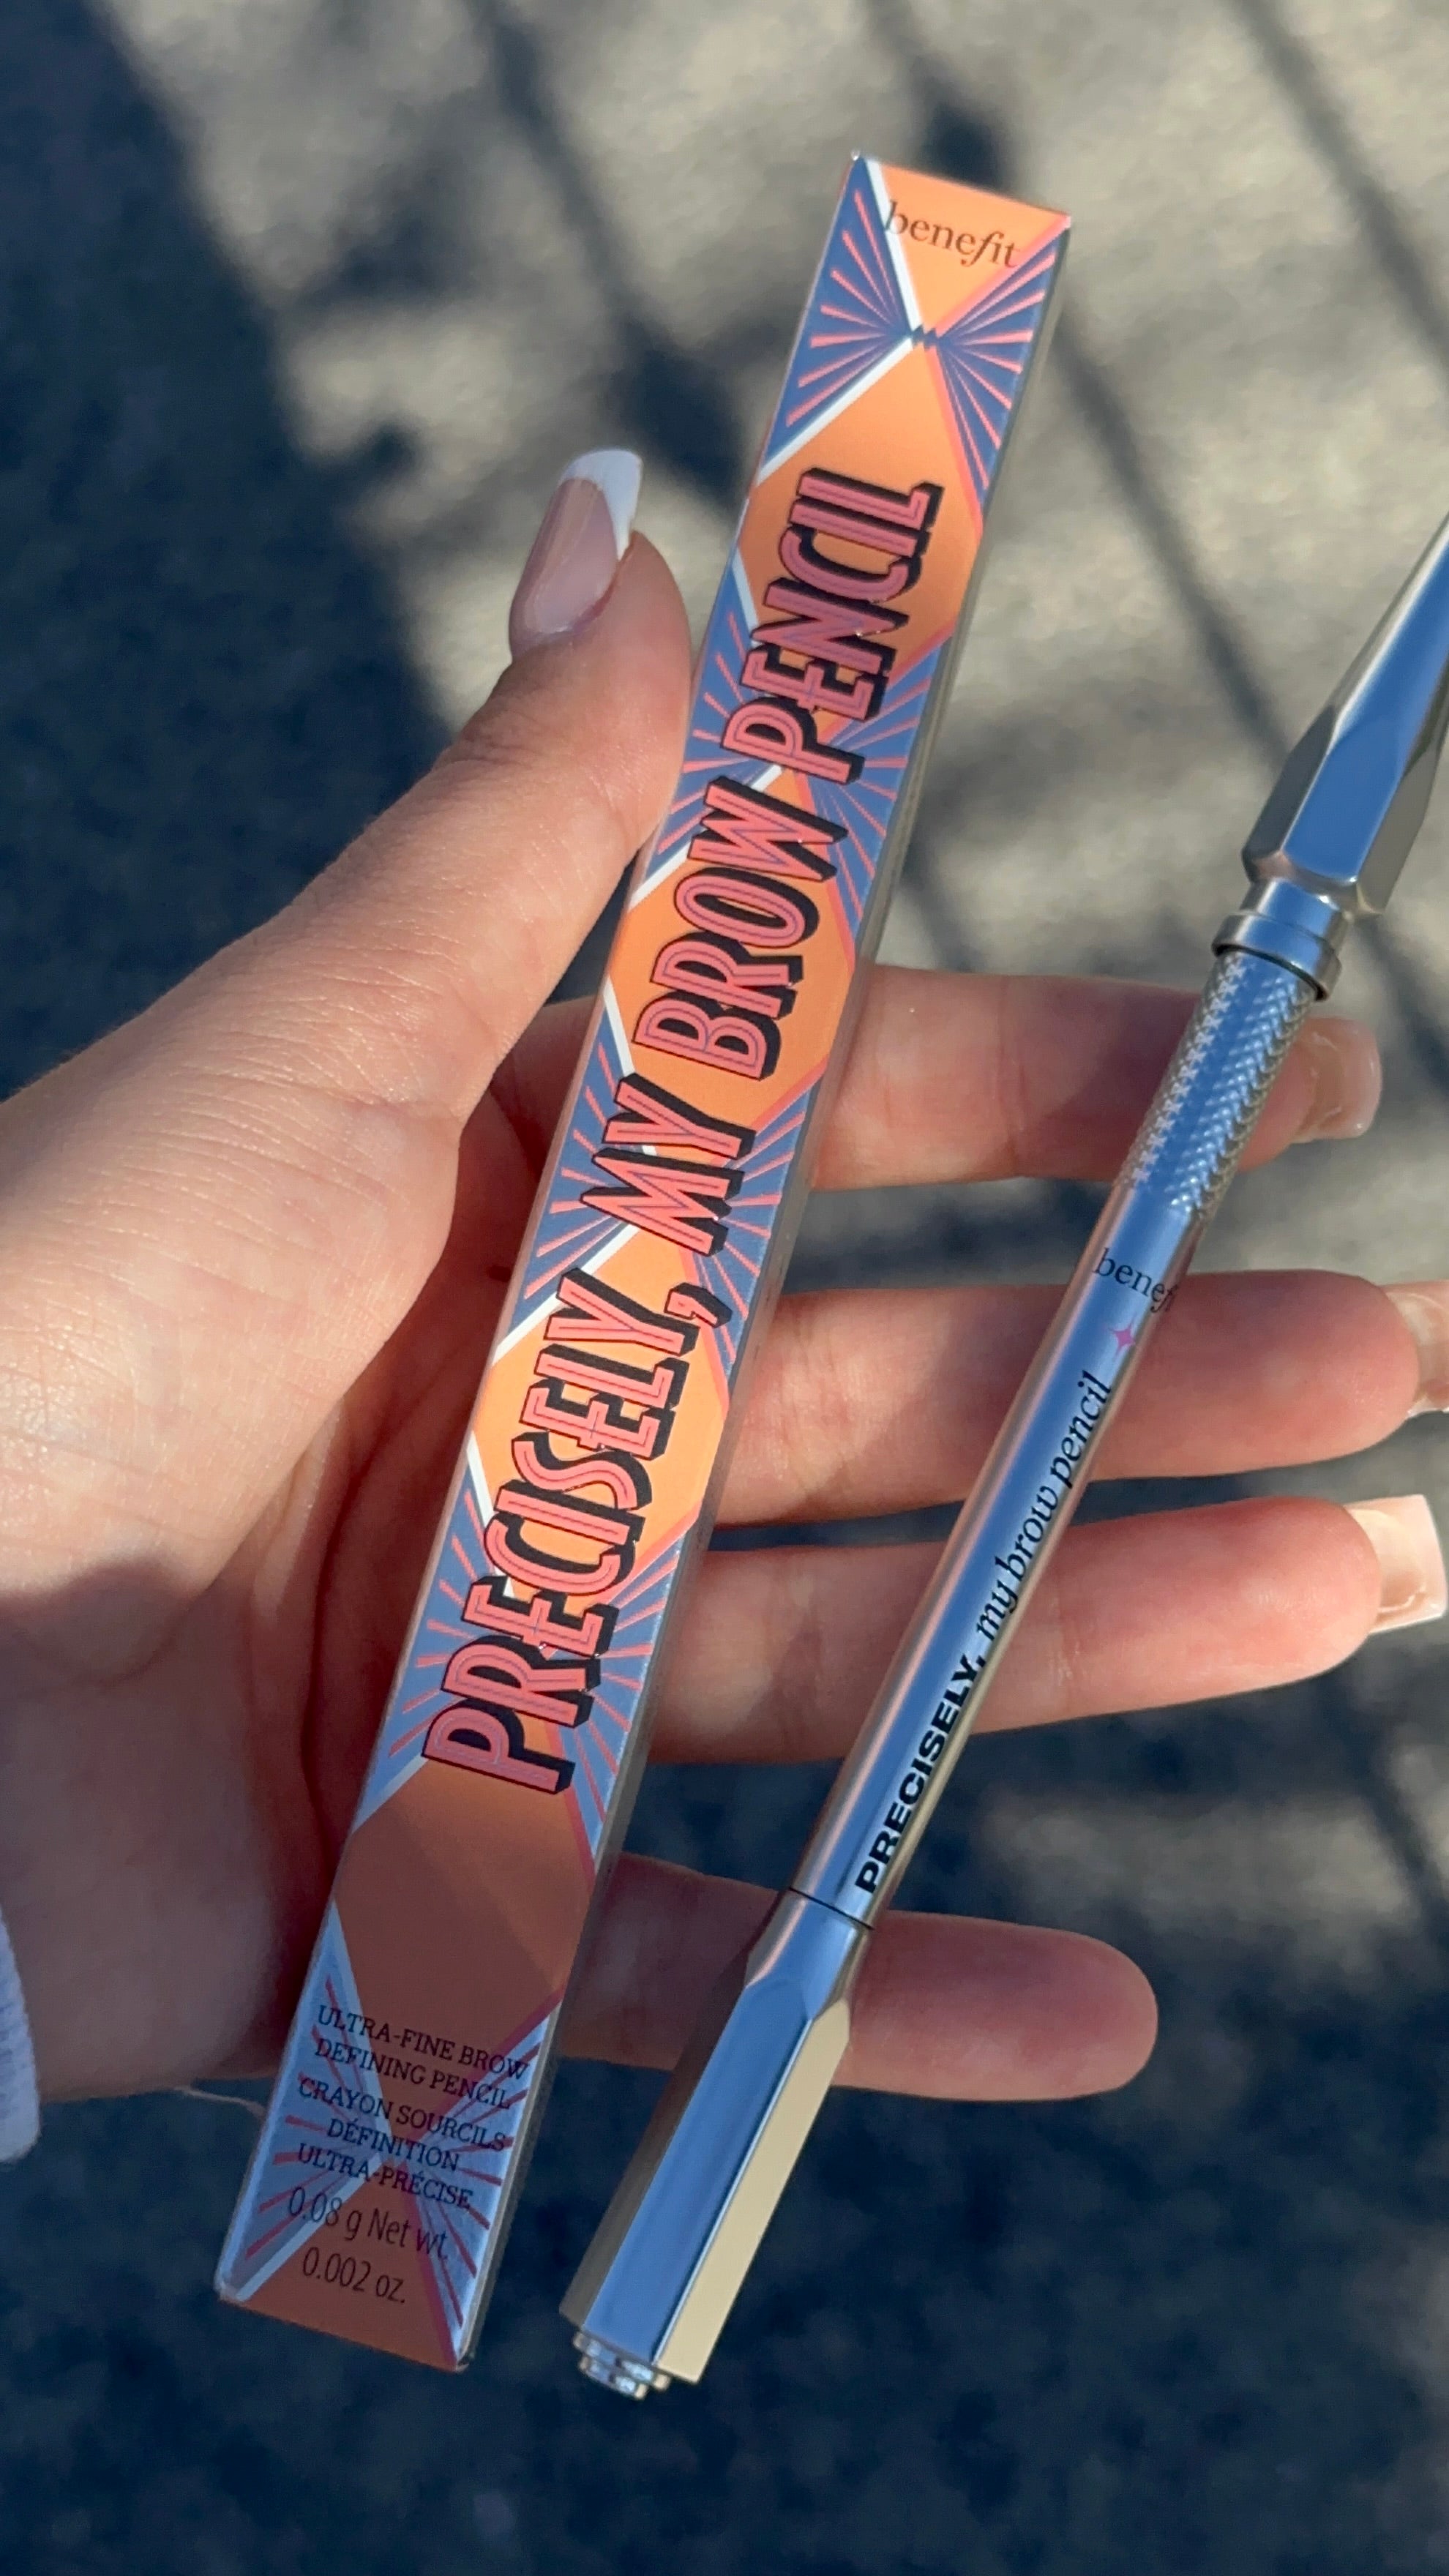 benefit
PRECISELY, MY BROW PENCIL
ULTRA-FINE BROW
DEFINING PENCIL
CRAYON SOURCILS
DÉFINITION
ULTRA-PRÉCISE
0.08 g Net wt.
0.002 oz.
benefi
PRECISELY, my brow pencil